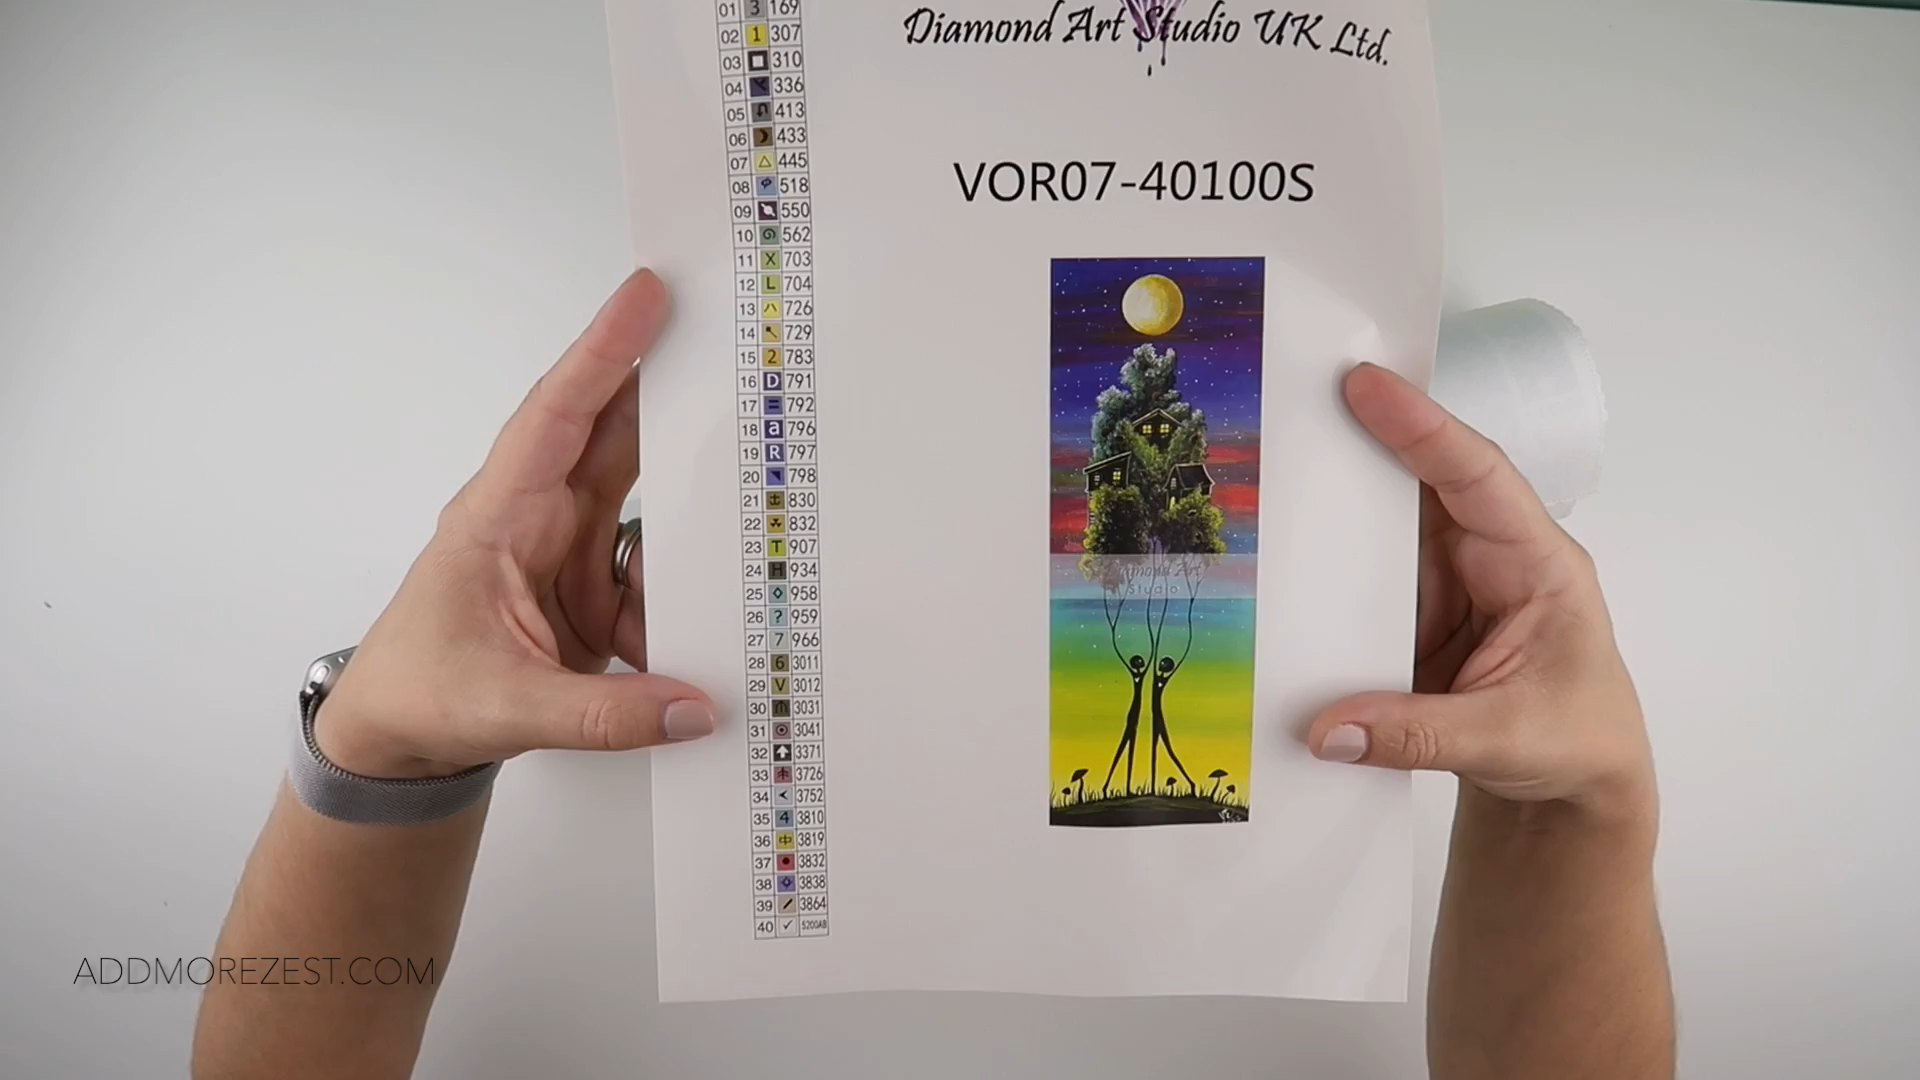 Diamond Art Studio UK Ltd.
VOR07-40100S
01 3 169
02 1 307
03 310
04 336
05 413
06 433
07 445
08 518
09 550
10 562
11 X 703
12 L 704
13 726
14 729
15 2 783
16 D 791
17 = 792
18 a 796
19 R 797
20 798
21 830
22 832
23 T 907
24 H 934
25 958
26 ? 959
27 7 966
28 6 3011
29 V 3012
30 3031
31 3041
32 3371
33 3726
34 3752
35 4 3810
36 中 3819
37 3832
38 3838
39 3864
40 ✓ 5200AB
Diamond Art
Studio
ADDMOREZEST.COM